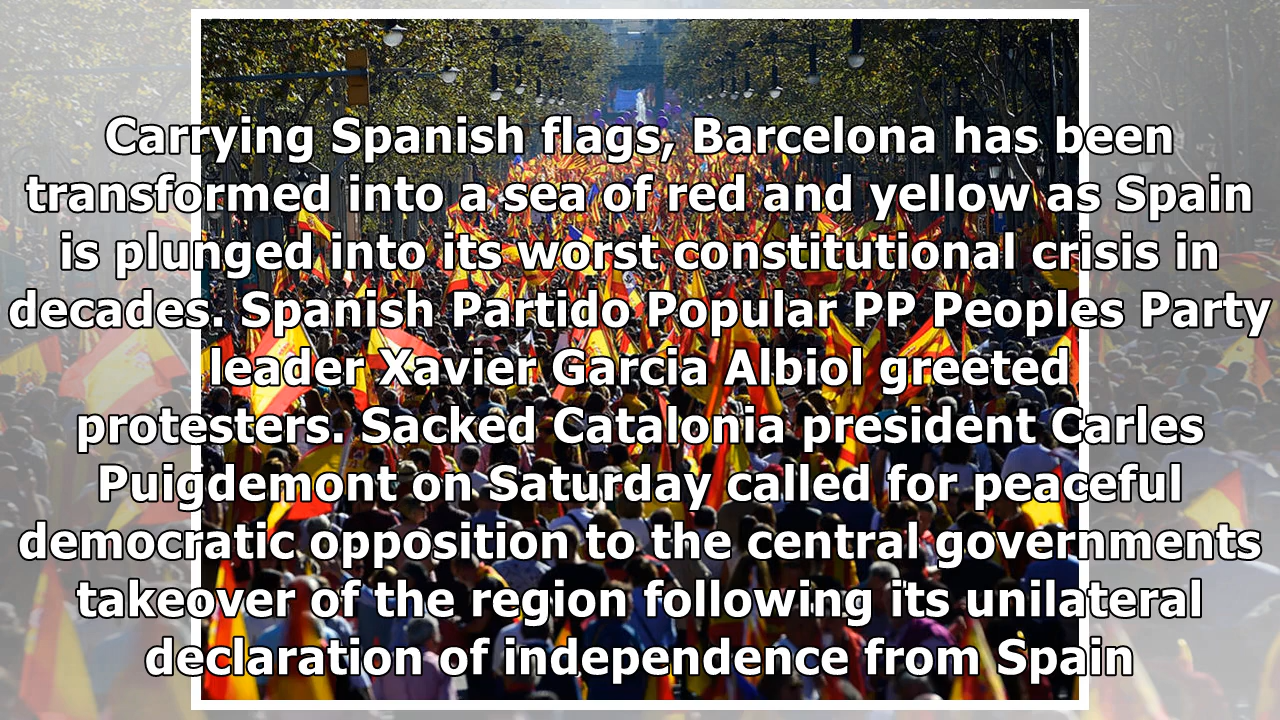 Carrying Spanish flags, Barcelona has been
transformed into a sea of red and yellow as Spain
is plunged into its worst constitutional crisis in
decades. Spanish Partido Popular PP Peoples Party
leader Xavier Garcia Albiol greeted
protesters. Sacked Catalonia president Carles
Puigdemont on Saturday called for peaceful
democratic opposition to the central governments
takeover of the region following its unilateral
declaration of independence from Spain